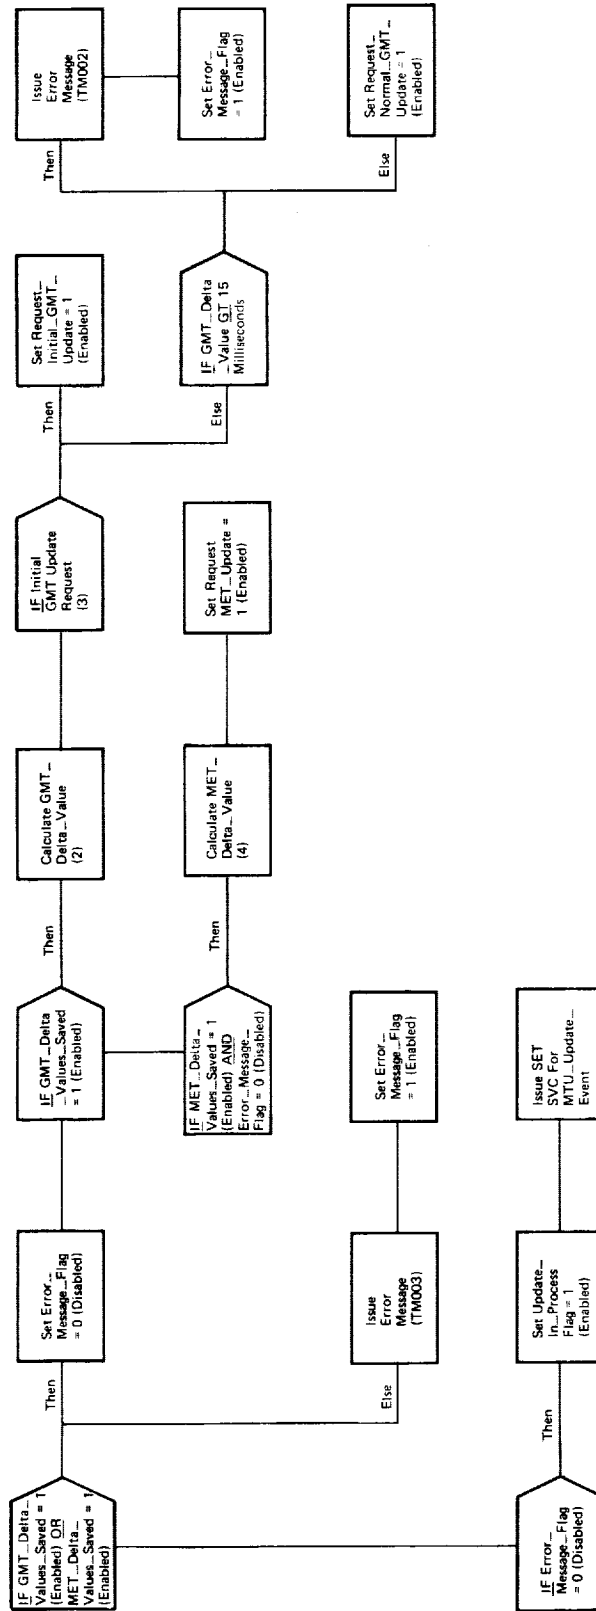 IF GMT_Delta_
Values_Saved = 1
(Enabled) OR
MET_Delta_
Values_Saved = 1
(Enabled)
Then
Set Error_
Message_Flag
= 0 (Disabled)
IF GMT_Delta
_Values_Saved
= 1 (Enabled)
Then
Calculate GMT_
Delta_Value
(2)
IF Initial
GMT Update
Request
(3)
Then
Set Request_
Initial_GMT_
Update = 1
(Enabled)
Else
IF GMT_Delta
_Value GT 15
Milliseconds
Then
Issue
Error
Message
(TM002)
Set Error_
Message_Flag
= 1 (Enabled)
Else
Set Request_
Normal_GMT_
Update = 1
(Enabled)
IF MET_Delta_
Values_Saved = 1
(Enabled) AND
Error_Message_
Flag = 0 (Disabled)
Then
Calculate MET_
Delta_Value
(4)
Set Request
MET_Update =
1 (Enabled)
Else
Issue
Error
Message
(TM003)
Set Error_
Message_Flag
= 1 (Enabled)
IF Error_
Message_Flag
= 0 (Disabled)
Then
Set Update_
In_Process
Flag = 1
(Enabled)
Issue SET
SVC For
MTU_Update_
Event